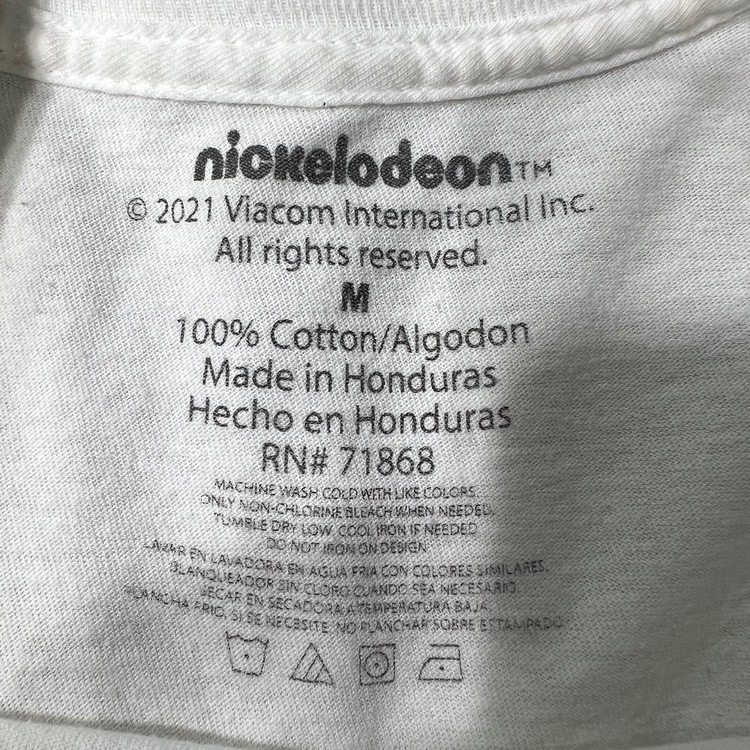 nickelodeon™
© 2021 Viacom International Inc.
All rights reserved.
M
100% Cotton/Algodon
Made in Honduras
Hecho en Honduras
RN# 71868
MACHINE WASH COLD WITH LIKE COLORS.
ONLY NON-CHLORINE BLEACH WHEN NEEDED.
TUMBLE DRY LOW. COOL IRON IF NEEDED
DO NOT IRON ON DESIGN
LAVAR EN LAVADORA EN AGUA FRIA CON COLORES SIMILARES.
BLANQUEADOR SIN CLORO CUANDO SEA NECESARIO.
SECAR EN SECADORA A TEMPERATURA BAJA.
PLANCHA FRIO, SI SE NECESITE. NO PLANCHAR SOBRE ESTAMPADO